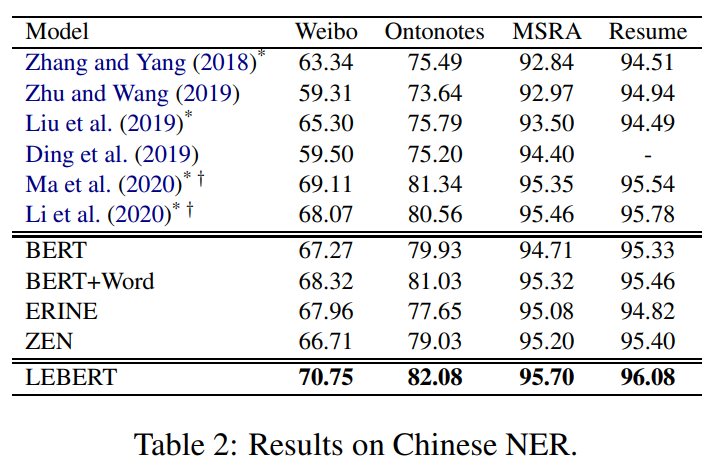 Model Weibo Ontonotes MSRA Resume
Zhang and Yang (2018)* 63.34 75.49 92.84 94.51
Zhu and Wang (2019) 59.31 73.64 92.97 94.94
Liu et al. (2019)* 65.30 75.79 93.50 94.49
Ding et al. (2019) 59.50 75.20 94.40 -
Ma et al. (2020)* † 69.11 81.34 95.35 95.54
Li et al. (2020)* † 68.07 80.56 95.46 95.78
BERT 67.27 79.93 94.71 95.33
BERT+Word 68.32 81.03 95.32 95.46
ERINE 67.96 77.65 95.08 94.82
ZEN 66.71 79.03 95.20 95.40
LEBERT 70.75 82.08 95.70 96.08
Table 2: Results on Chinese NER.